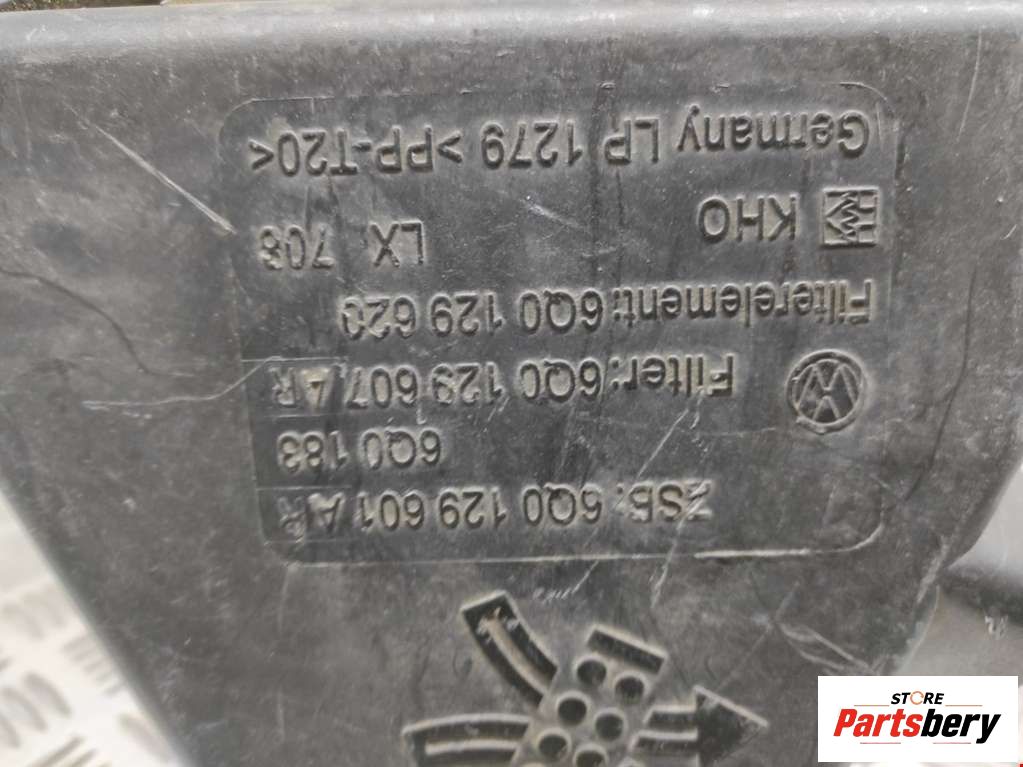 ZSB: 6Q0 129 601 AR
6Q0 183
Filter: 6Q0 129 607 AR
Filterelement: 6Q0 129 620
KHO LX 708
Germany LP 1279 >PP-T20<
STORE
Partsbery